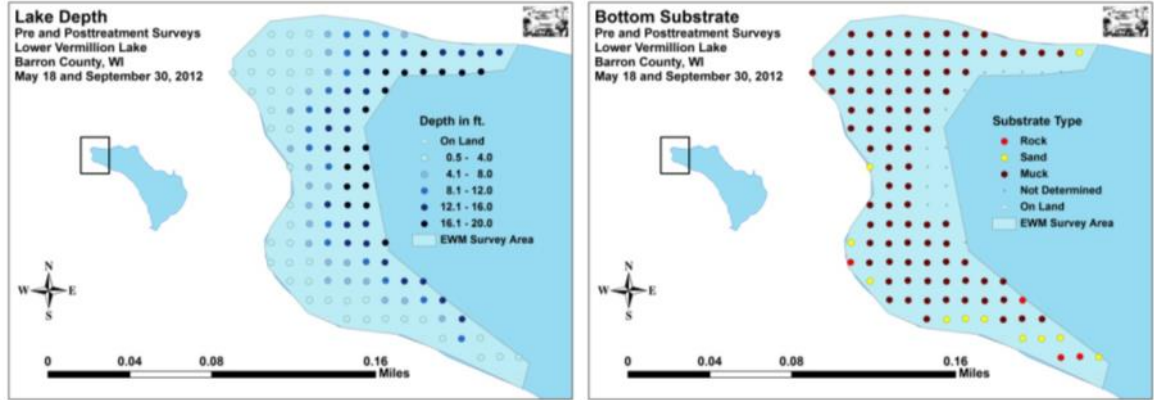 Lake Depth
Pre and Posttreatment Surveys
Lower Vermillion Lake
Barron County, WI
May 18 and September 30, 2012
Depth in ft.
On Land
0.5 - 4.0
4.1 - 8.0
8.1 - 12.0
12.1 - 16.0
16.1 - 20.0
EWM Survey Area
N
W E
S
0 0.04 0.08 0.16
Miles
Bottom Substrate
Pre and Posttreatment Surveys
Lower Vermillion Lake
Barron County, WI
May 18 and September 30, 2012
Substrate Type
Rock
Sand
Muck
Not Determined
On Land
EWM Survey Area
N
W E
S
0 0.04 0.08 0.16
Miles